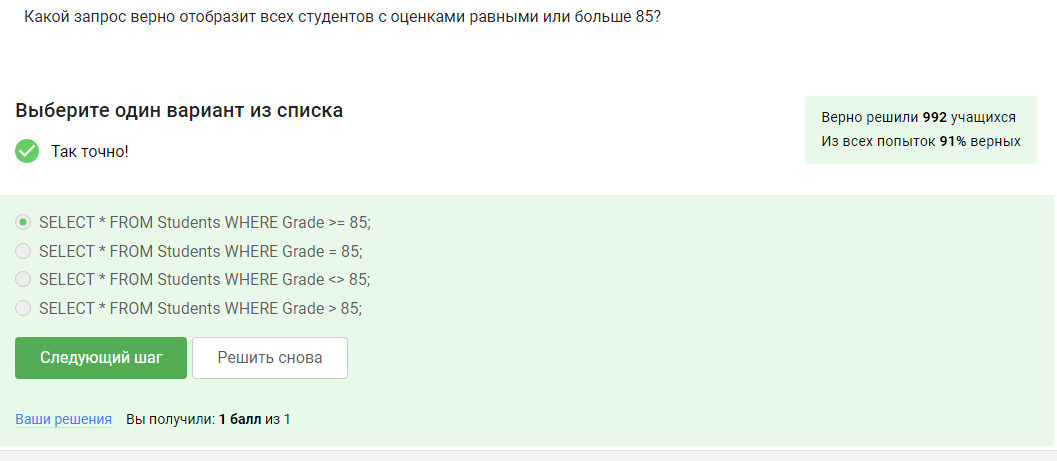 Какой запрос верно отобразит всех студентов с оценками равными или больше 85?
Выберите один вариант из списка
Верно решили 992 учащихся
Из всех попыток 91% верных
Так точно!
SELECT * FROM Students WHERE Grade >= 85;
SELECT * FROM Students WHERE Grade = 85;
SELECT * FROM Students WHERE Grade <> 85;
SELECT * FROM Students WHERE Grade > 85;
Следующий шаг
Решить снова
Ваши решения Вы получили: 1 балл из 1